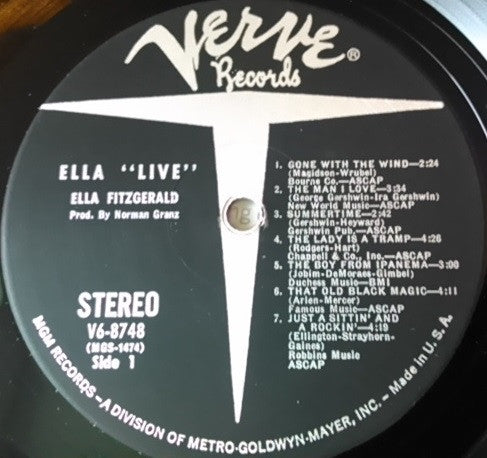 Verve®
Records
ELLA "LIVE"
ELLA FITZGERALD
Prod. By Norman Granz
STEREO
V6-8748
(MGS-1474)
Side 1
1. GONE WITH THE WIND—2:24
(Magidson-Wrubel)
Bourne Co.—ASCAP
2. THE MAN I LOVE—3:34
(George Gershwin-Ira Gershwin)
New World Music—ASCAP
3. SUMMERTIME—2:42
(Gershwin-Heyward)
Gershwin Pub.—ASCAP
4. THE LADY IS A TRAMP—4:26
(Rodgers-Hart)
Chappell & Co., Inc.—ASCAP
5. THE BOY FROM IPANEMA—3:00
(Jobim-DeMoraes-Gimbel)
Duchess Music—BMI
6. THAT OLD BLACK MAGIC—4:11
(Arlen-Mercer)
Famous Music—ASCAP
7. JUST A SITTIN' AND
A ROCKIN'—4:19
(Ellington-Strayhorn-
Gaines)
Robbins Music
ASCAP
MGM RECORDS—A DIVISION OF METRO-GOLDWYN-MAYER, INC.—Made in U.S.A.